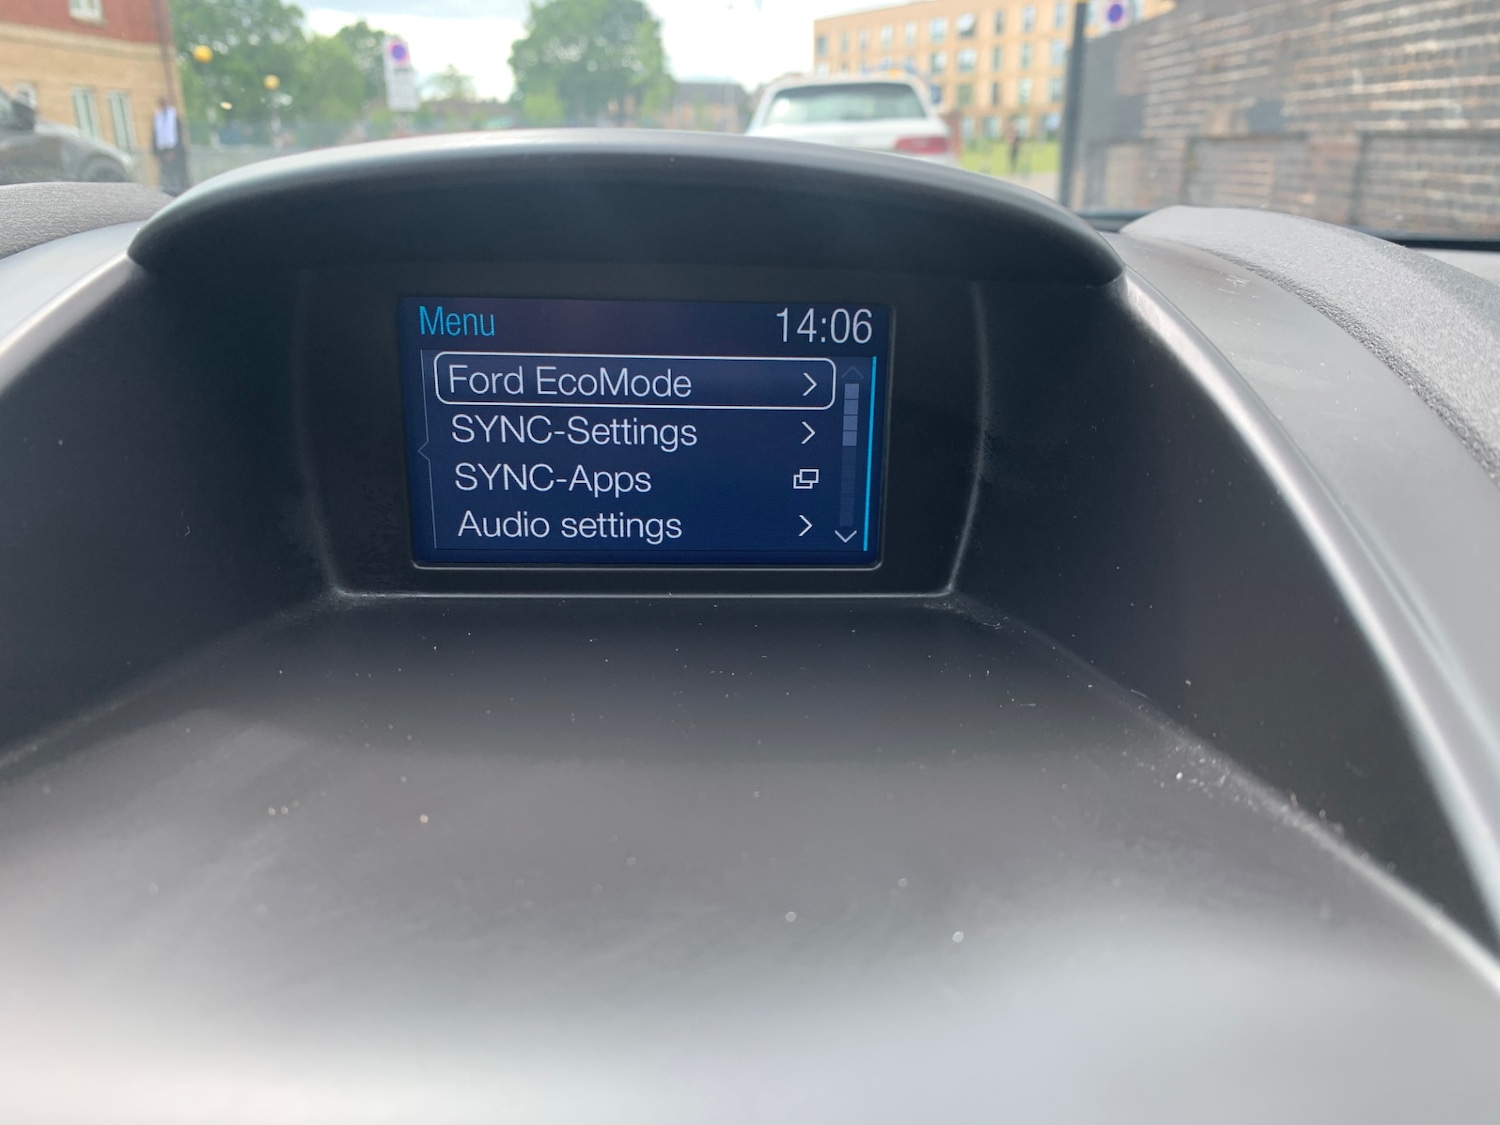 Menu 14:06
Ford EcoMode
SYNC-Settings
SYNC-Apps
Audio settings